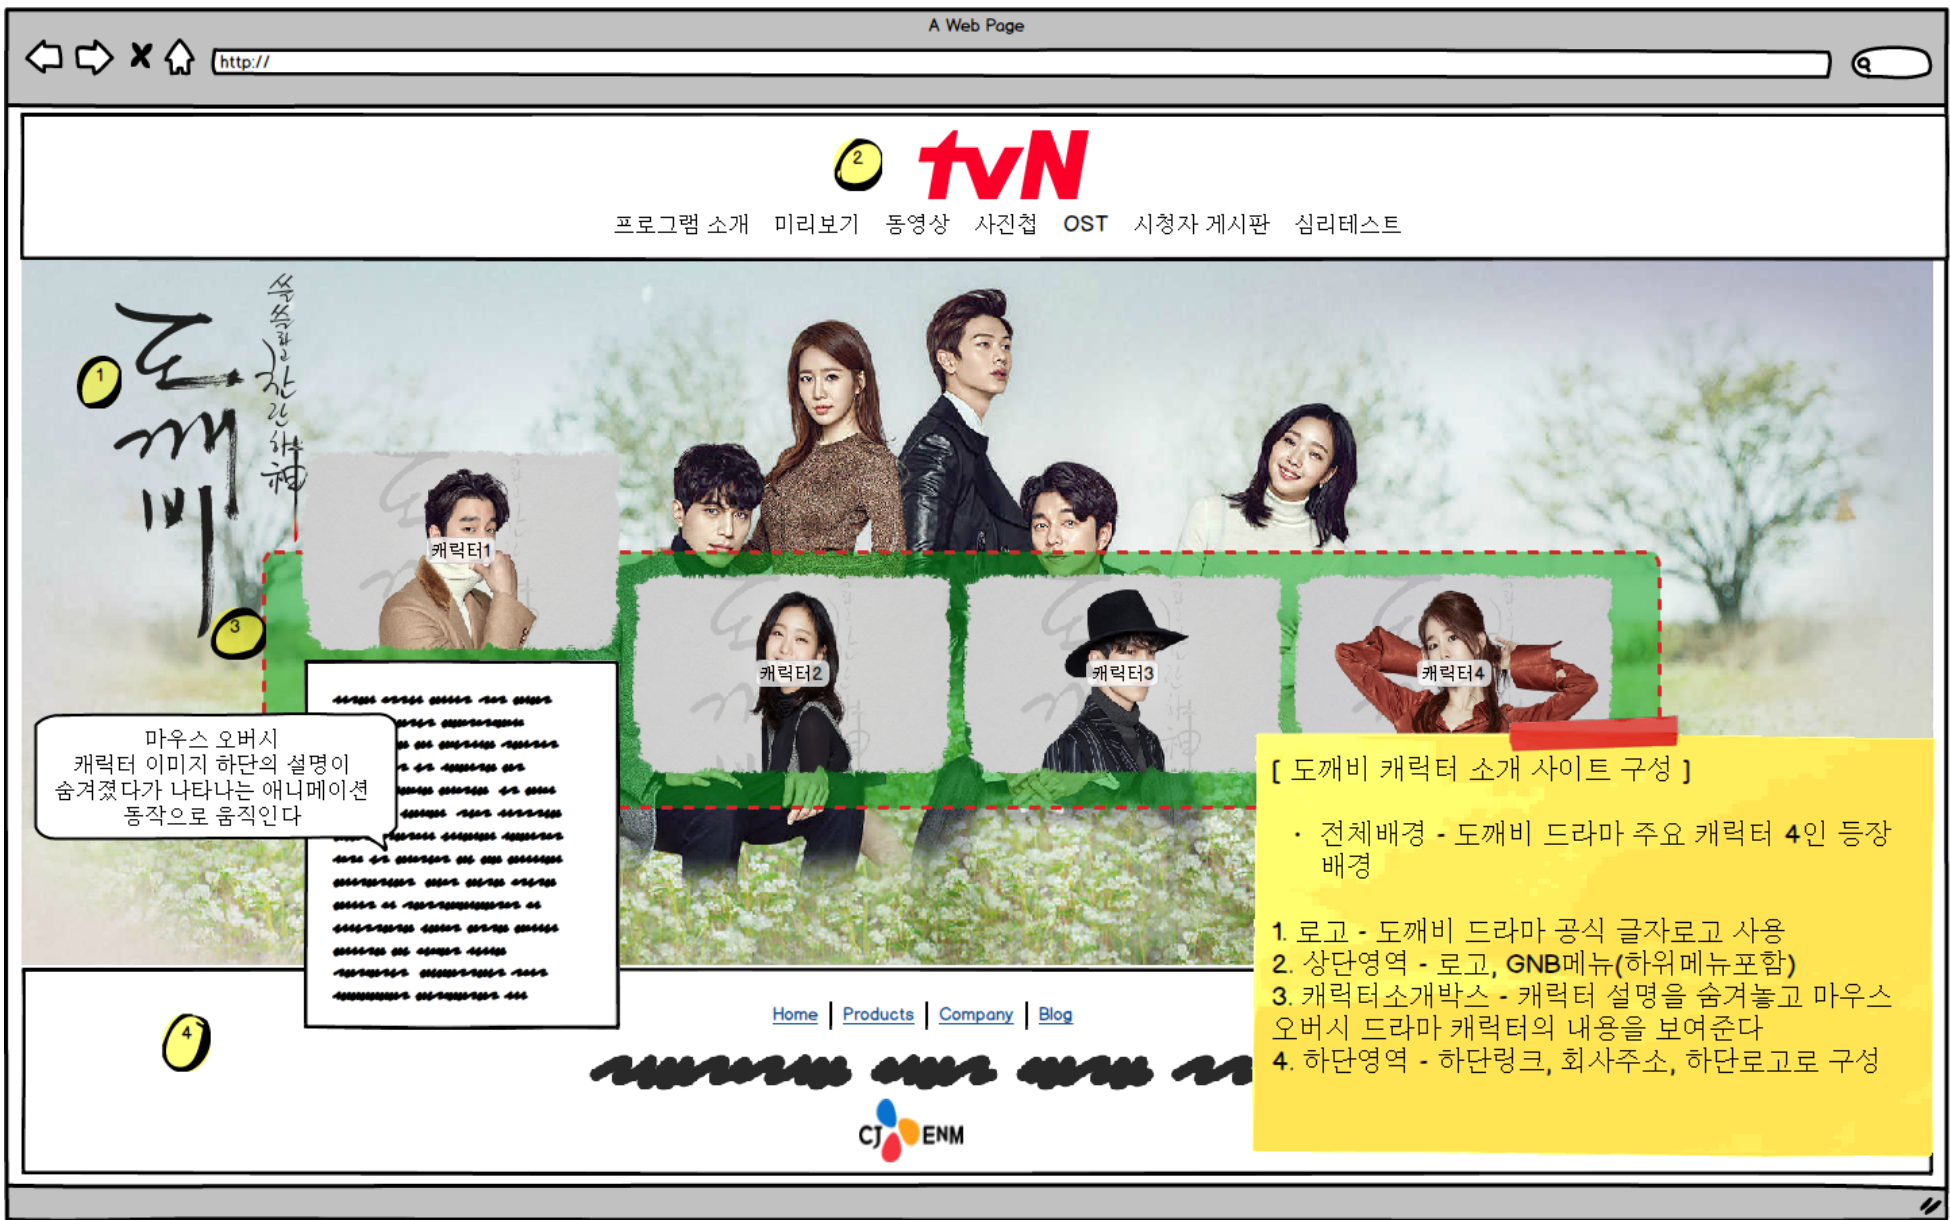 A Web Page
http://
2
tvN
프로그램 소개 미리보기 동영상 사진첩 OST 시청자 게시판 심리테스트
쓸쓸하고 찬란하神
도깨비
1
3
캐릭터1
캐릭터2
캐릭터3
캐릭터4
마우스 오버시
캐릭터 이미지 하단의 설명이
숨겨졌다가 나타나는 애니메이션
동작으로 움직인다
[ 도깨비 캐릭터 소개 사이트 구성 ]
· 전체배경 - 도깨비 드라마 주요 캐릭터 4인 등장
배경
1. 로고 - 도깨비 드라마 공식 글자로고 사용
2. 상단영역 - 로고, GNB메뉴(하위메뉴포함)
3. 캐릭터소개박스 - 캐릭터 설명을 숨겨놓고 마우스
오버시 드라마 캐릭터의 내용을 보여준다
4. 하단영역 - 하단링크, 회사주소, 하단로고로 구성
4
Home Products Company Blog
CJ ENM